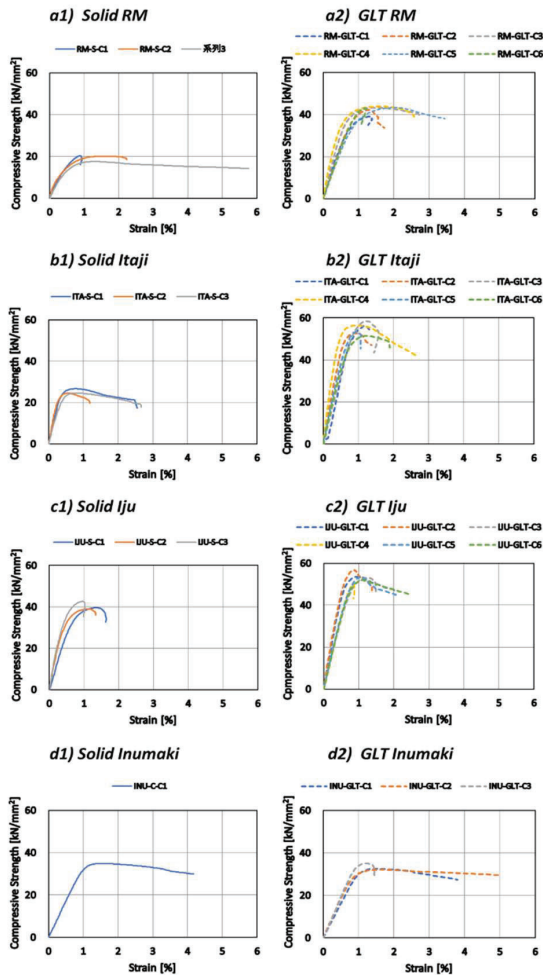 a1) Solid RM
RM-S-C1 RM-S-C2 系列3
Compressive Strength [kN/mm²]
60
40
20
0
0 1 2 3 4 5 6
Strain [%]
a2) GLT RM
RM-GLT-C1 RM-GLT-C2 RM-GLT-C3
RM-GLT-C4 RM-GLT-C5 RM-GLT-C6
Compressive Strength [kN/mm²]
60
40
20
0
0 1 2 3 4 5 6
Strain [%]
b1) Solid Itaji
ITA-S-C1 ITA-S-C2 ITA-S-C3
Compressive Strength [kN/mm²]
60
40
20
0
0 1 2 3 4 5 6
Strain [%]
b2) GLT Itaji
ITA-GLT-C1 ITA-GLT-C2 ITA-GLT-C3
ITA-GLT-C4 ITA-GLT-C5 ITA-GLT-C6
Cpmpressive Strength [kN/mm²]
60
40
20
0
0 1 2 3 4 5 6
Strain [%]
c1) Solid Iju
IJU-S-C1 IJU-S-C2 IJU-S-C3
Compressive Strength [kN/mm²]
60
40
20
0
0 1 2 3 4 5 6
Strain [%]
c2) GLT Iju
IJU-GLT-C1 IJU-GLT-C2 IJU-GLT-C3
IJU-GLT-C4 IJU-GLT-C5 IJU-GLT-C6
Cpmpressive Strength [kN/mm²]
60
40
20
0
0 1 2 3 4 5 6
Strain [%]
d1) Solid Inumaki
INU-C-C1
Compressive Strength [kN/mm²]
60
40
20
0
0 1 2 3 4 5 6
Strain [%]
d2) GLT Inumaki
INU-GLT-C1 INU-GLT-C2 INU-GLT-C3
Compressive Strength [kN/mm²]
60
40
20
0
0 1 2 3 4 5 6
Strain [%]